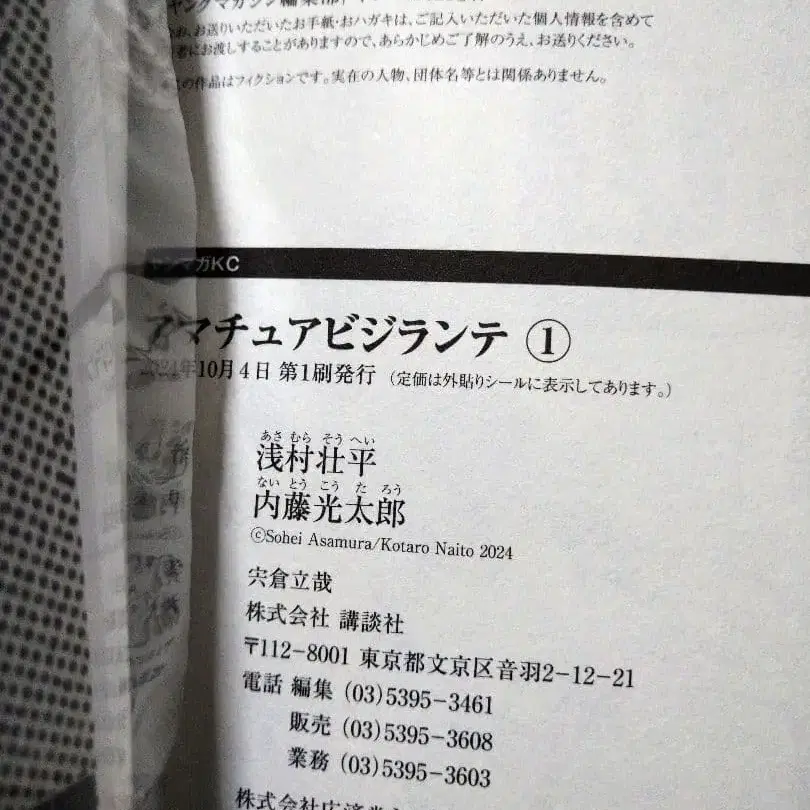 ヤングマガジン編集部
なお、お送りいただいたお手紙・おハガキは、ご記入いただいた個人情報を含めて
者にお渡しすることがありますので、あらかじめご了解のうえ、お送りください。
この作品はフィクションです。実在の人物、団体名等とは関係ありません。
ヤンマガKC
アマチュアビジランテ ①
2024年10月4日 第1刷発行 (定価は外貼りシールに表示してあります。)
あさ むら そう へい
浅村壮平
ない とう こう た ろう
内藤光太郎
©Sohei Asamura/Kotaro Naito 2024
宍倉立哉
株式会社 講談社
〒112-8001 東京都文京区音羽2-12-21
電話 編集 (03)5395-3461
販売 (03)5395-3608
業務 (03)5395-3603
株式会社広済堂